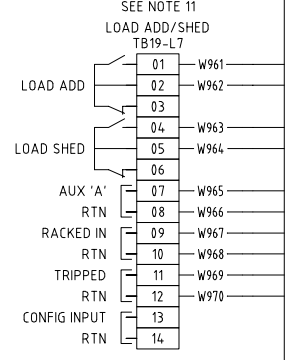 SEE NOTE 11
LOAD ADD/SHED
TB19-L7
01 W961
LOAD ADD 02 W962
03
04 W963
LOAD SHED 05 W964
06
AUX 'A' 07 W965
RTN 08 W966
RACKED IN 09 W967
RTN 10 W968
TRIPPED 11 W969
RTN 12 W970
CONFIG INPUT 13
RTN 14